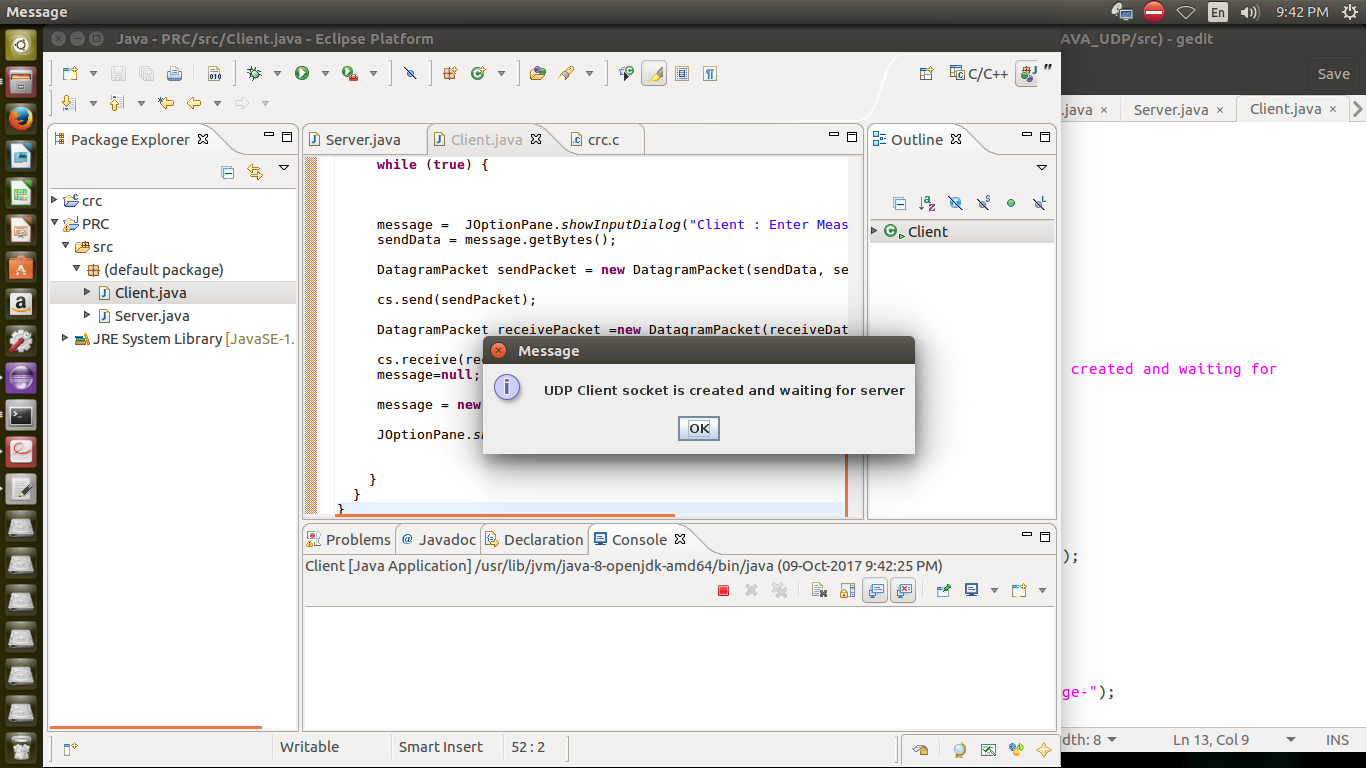 Message
En
9:42 PM
Java - PRC/src/Client.java - Eclipse Platform
AVA_UDP/src) - gedit
C/C++
Save
.java ×
Server.java ×
Client.java ×
Package Explorer
Server.java
Client.java
crc.c
Outline
crc
PRC
src
(default package)
Client.java
Server.java
JRE System Library [JavaSE-1.
while (true) {
message =  JOptionPane.showInputDialog("Client : Enter Meas
sendData = message.getBytes();
DatagramPacket sendPacket = new DatagramPacket(sendData, se
cs.send(sendPacket);
DatagramPacket receivePacket =new DatagramPacket(receiveDat
cs.receive(re
message=null;
message = new
JOptionPane.s
}
}
}
Client
Message
UDP Client socket is created and waiting for server
OK
created and waiting for
);
ge-");
Problems
@ Javadoc
Declaration
Console
Client [Java Application] /usr/lib/jvm/java-8-openjdk-amd64/bin/java (09-Oct-2017 9:42:25 PM)
Writable
Smart Insert
52 : 2
dth: 8
Ln 13, Col 9
INS